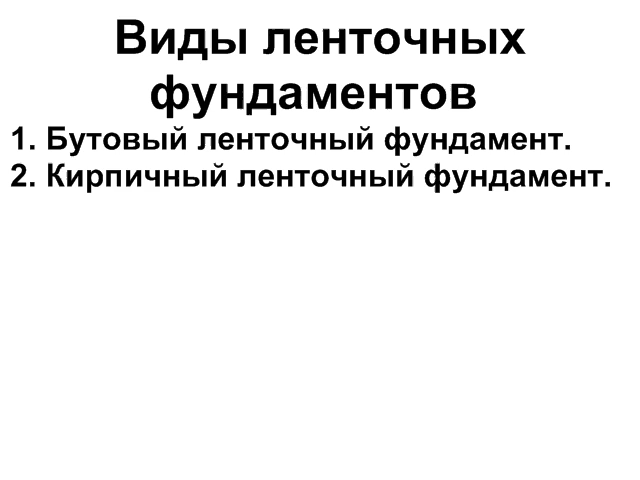 Виды ленточных
фундаментов
1. Бутовый ленточный фундамент.
2. Кирпичный ленточный фундамент.